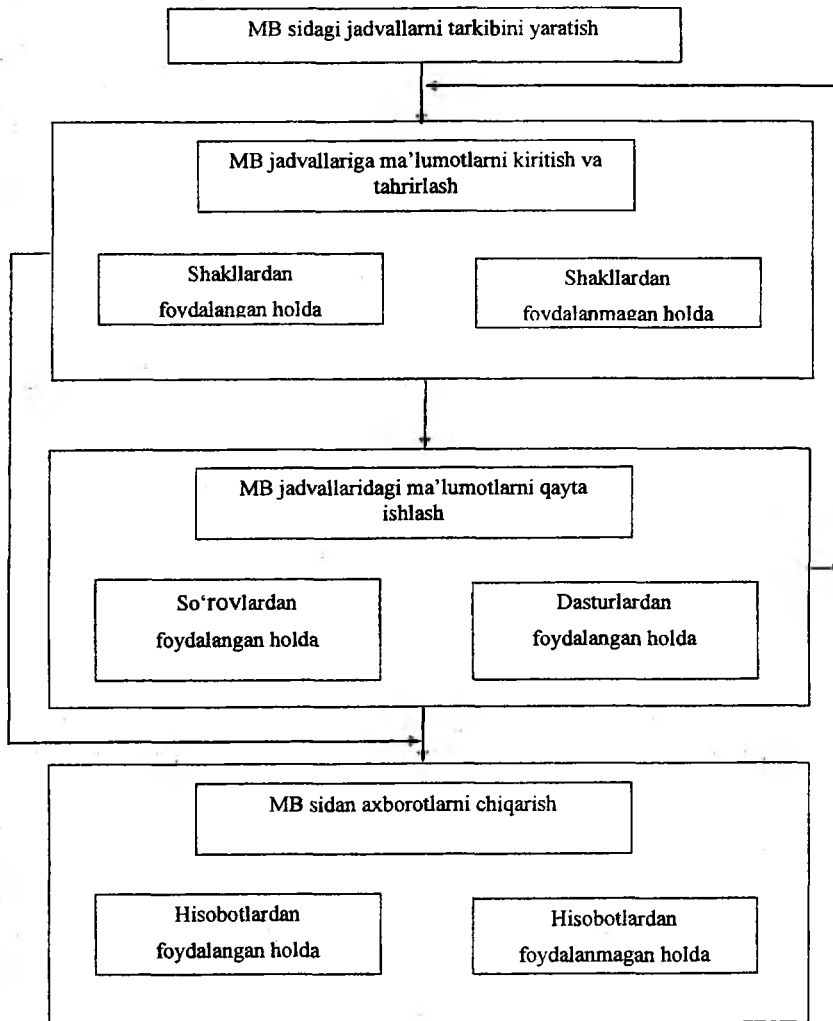 MB sidagi jadvallarni tarkibini yaratish
MB jadvallariga ma’lumotlarni kiritish va
tahrirlash
Shakllardan
foydalangan holda
Shakllardan
foydalanmagan holda
MB jadvallaridagi ma’lumotlarni qayta
ishlash
So‘rovlardan
foydalangan holda
Dasturlardan
foydalangan holda
MB sidan axborotlarni chiqarish
Hisobotlardan
foydalangan holda
Hisobotlardan
foydalanmagan holda